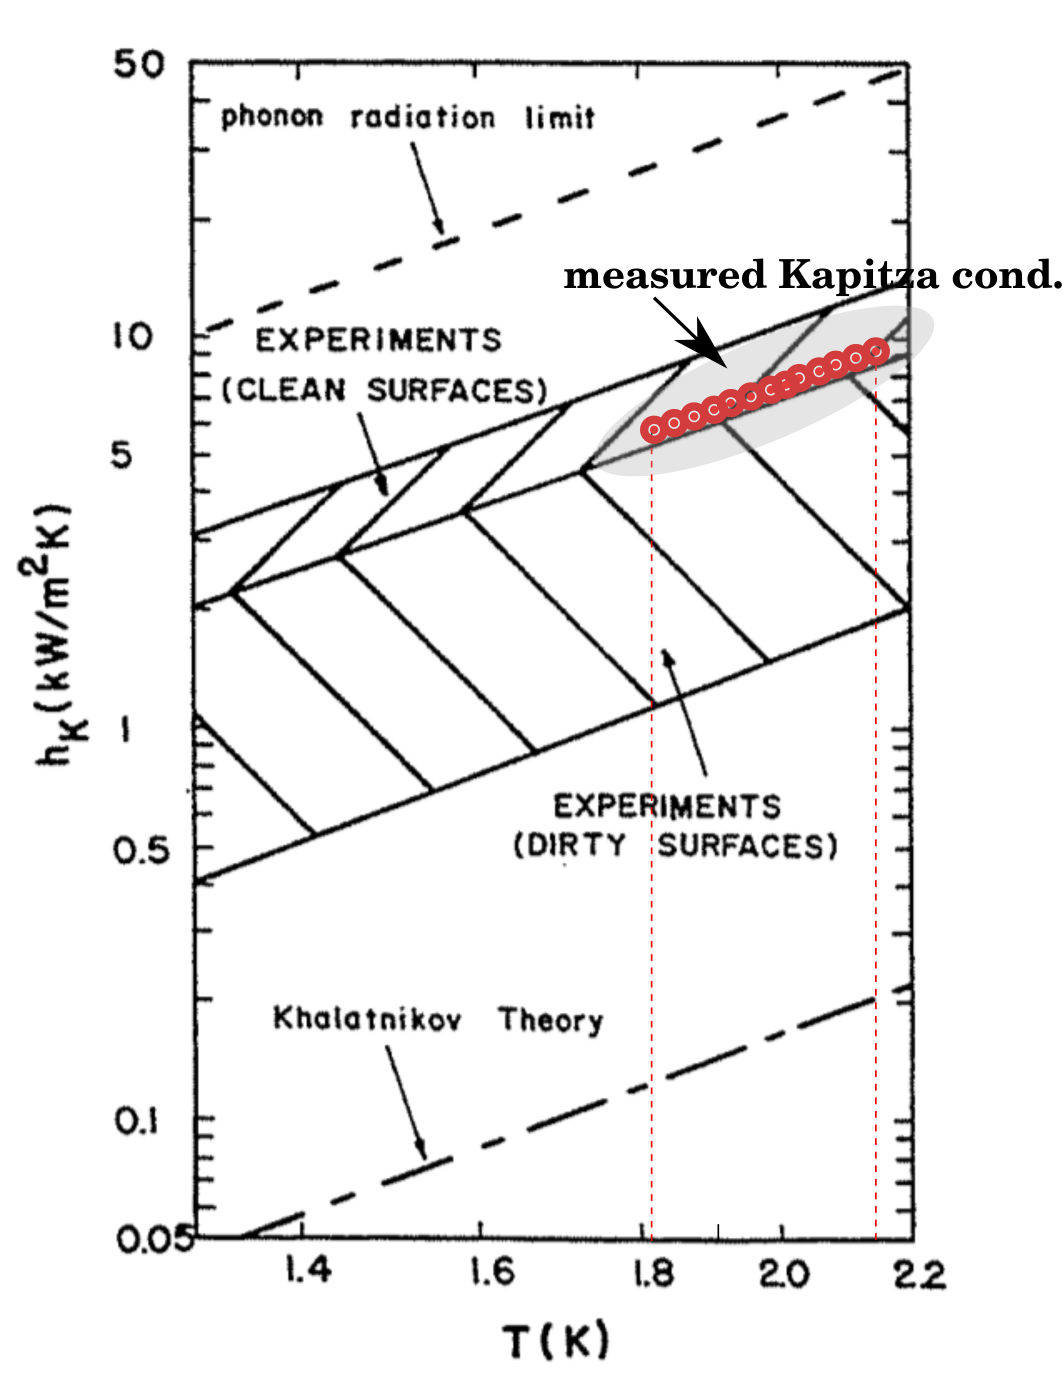 50
phonon radiation limit
measured Kapitza cond.
10
EXPERIMENTS
(CLEAN SURFACES)
5
hK(kW/m²K)
1
EXPERIMENTS
(DIRTY SURFACES)
0.5
Khalatnikov Theory
0.1
0.05
1.4 1.6 1.8 2.0 2.2
T(K)